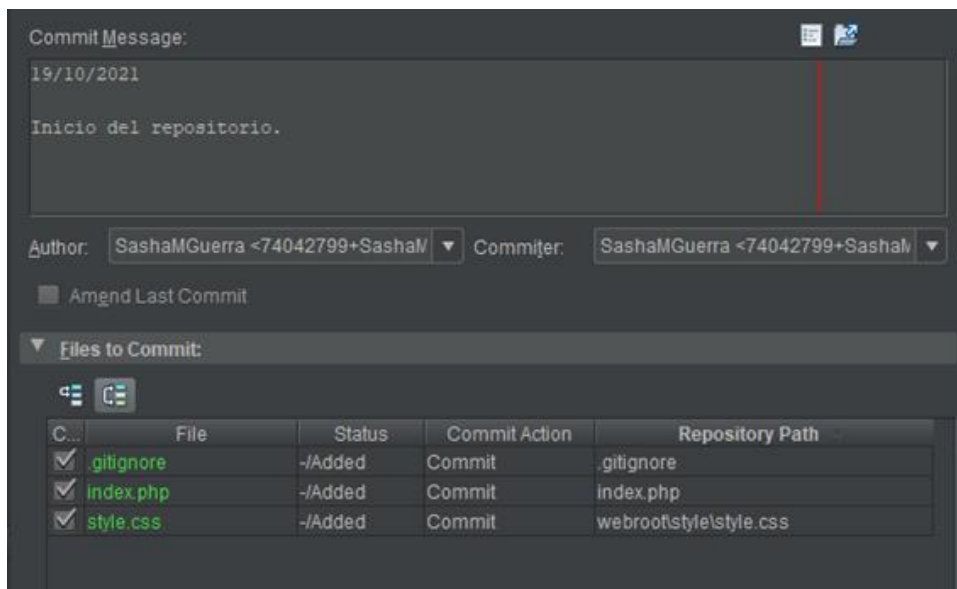 Commit Message:
19/10/2021
Inicio del repositorio.
Author: SashaMGuerra <74042799+SashaM Commiter: SashaMGuerra <74042799+SashaM
Amend Last Commit
Files to Commit:
C... File Status Commit Action Repository Path
.gitignore -/Added Commit .gitignore
index.php -/Added Commit index.php
style.css -/Added Commit webroot\style\style.css